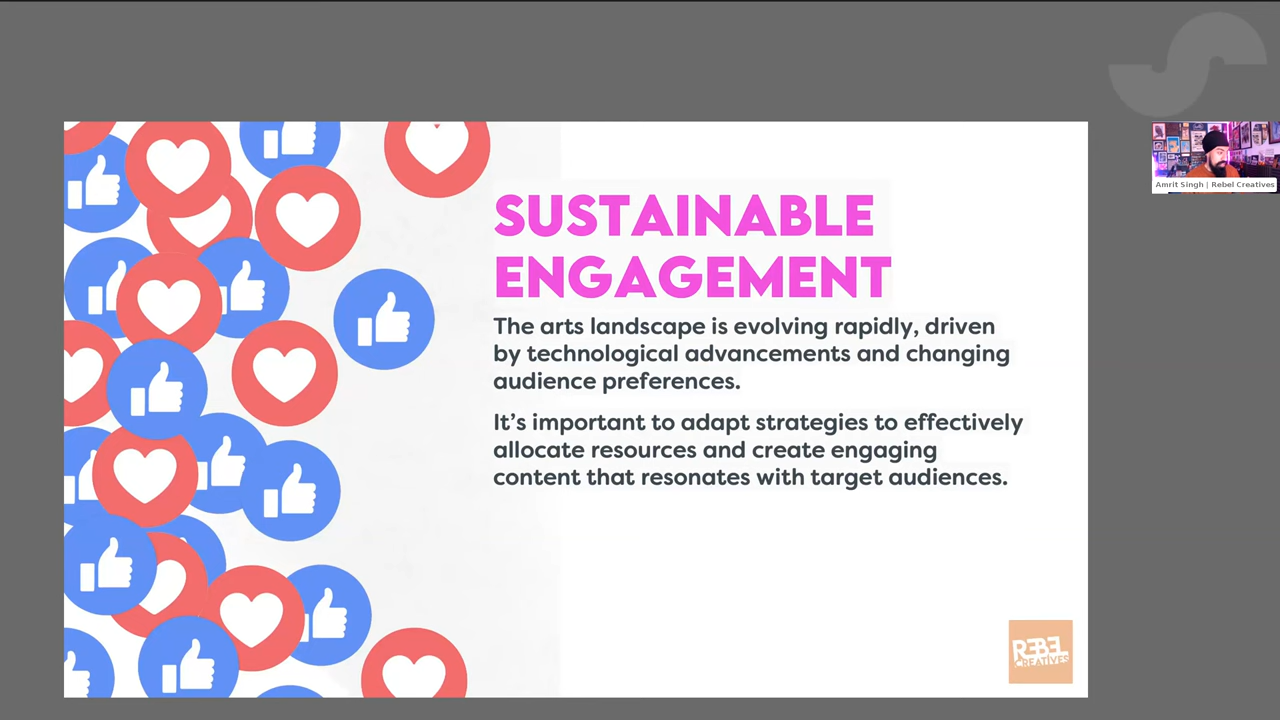 SUSTAINABLE
ENGAGEMENT
The arts landscape is evolving rapidly, driven
by technological advancements and changing
audience preferences.
It’s important to adapt strategies to effectively
allocate resources and create engaging
content that resonates with target audiences.
Amrit Singh | Rebel Creatives
REBEL
CREATIVES